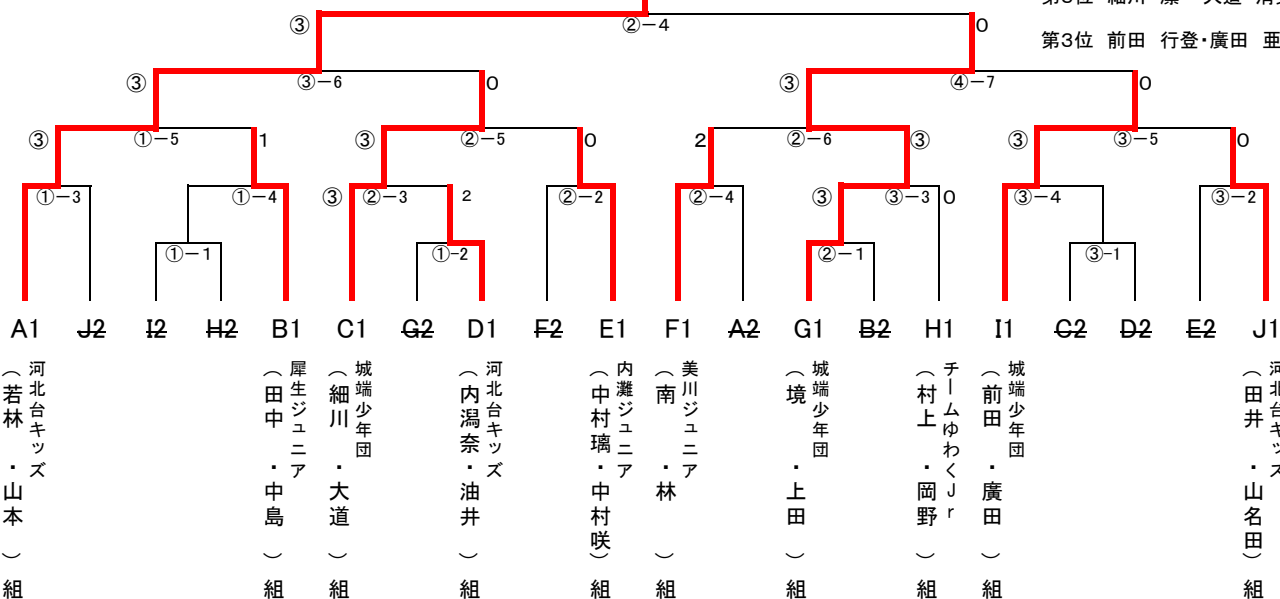 ③ ②－4 0
第3位 前田 行登・廣田 亜
③ ③－6 0 ③ ④－7 0
③ ①－5 1 ③ ②－5 0 2 ②－6 ③ ③ ③－5 0
①－3 ①－4 ③ ②－3 2 ②－2 ②－4 ③ ③－3 0 ③－4 ③－2
①－1 ①-2 ②－1 ③-1
A1 J2 I2 H2 B1 C1 G2 D1 F2 E1 F1 A2 G1 B2 H1 I1 C2 D2 E2 J1
河北台キッズ
（若林・山本）組
犀生ジュニア
（田中・中島）組
城端少年団
（細川・大道）組
河北台キッズ
（内潟奈・油井）組
内灘ジュニア
（中村璃・中村咲）組
美川ジュニア
（南・林）組
城端少年団
（境・上田）組
チームゆわくJr
（村上・岡野）組
城端少年団
（前田・廣田）組
河北台キッズ
（田井・山名田）組